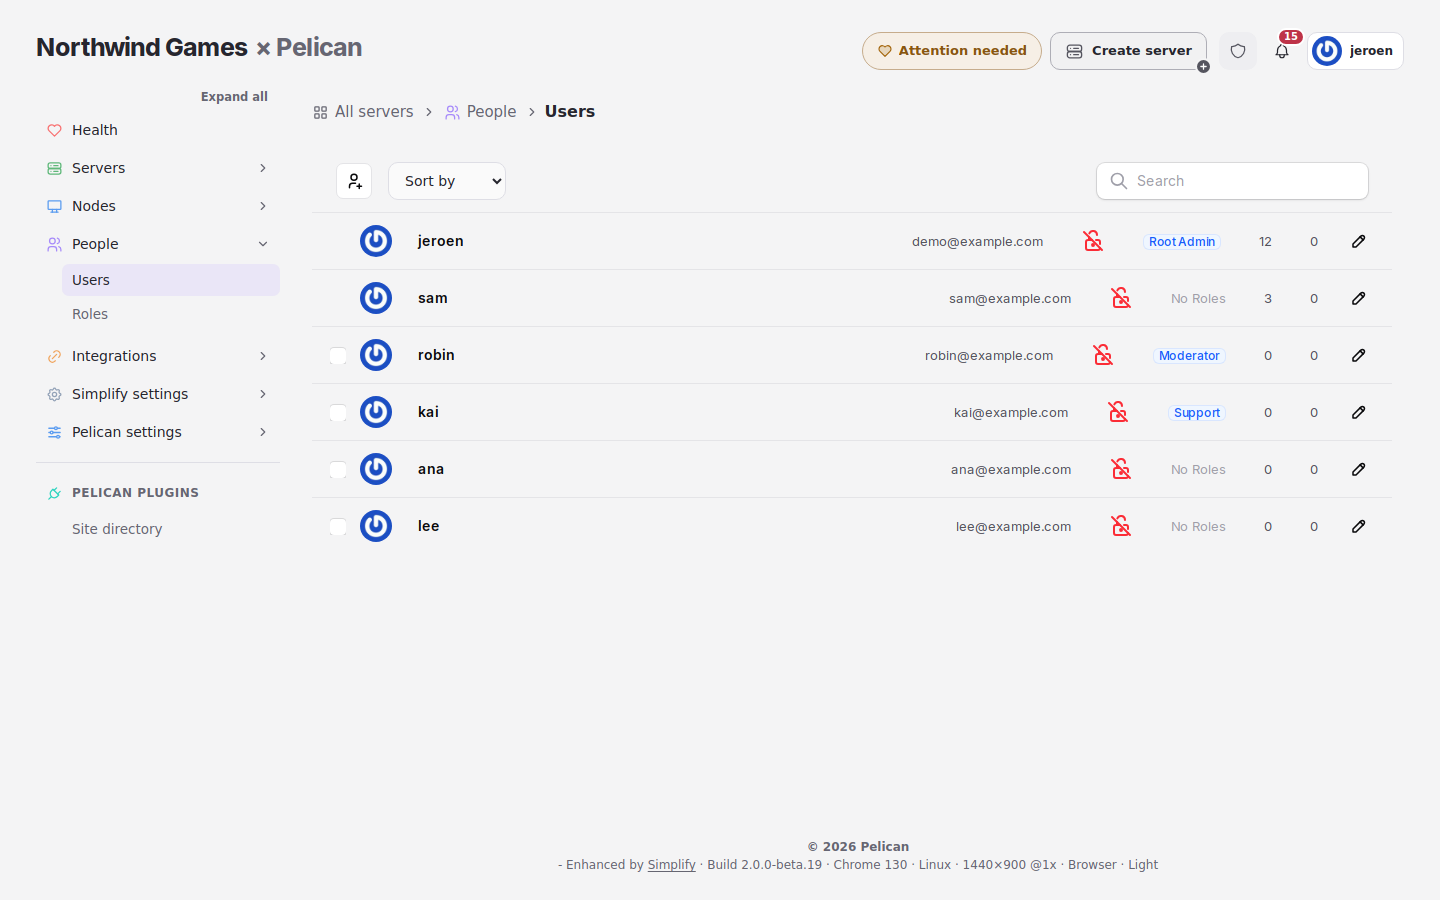 Northwind Games × Pelican
Attention needed
Create server
15
jeroen
Expand all
Health
Servers
Nodes
People
Users
Roles
Integrations
Simplify settings
Pelican settings
PELICAN PLUGINS
Site directory
All servers > People > Users
Sort by
Search
jeroen demo@example.com Root Admin 12 0
sam sam@example.com No Roles 3 0
robin robin@example.com Moderator 0 0
kai kai@example.com Support 0 0
ana ana@example.com No Roles 0 0
lee lee@example.com No Roles 0 0
© 2026 Pelican
- Enhanced by Simplify · Build 2.0.0-beta.19 · Chrome 130 · Linux · 1440×900 @1x · Browser · Light